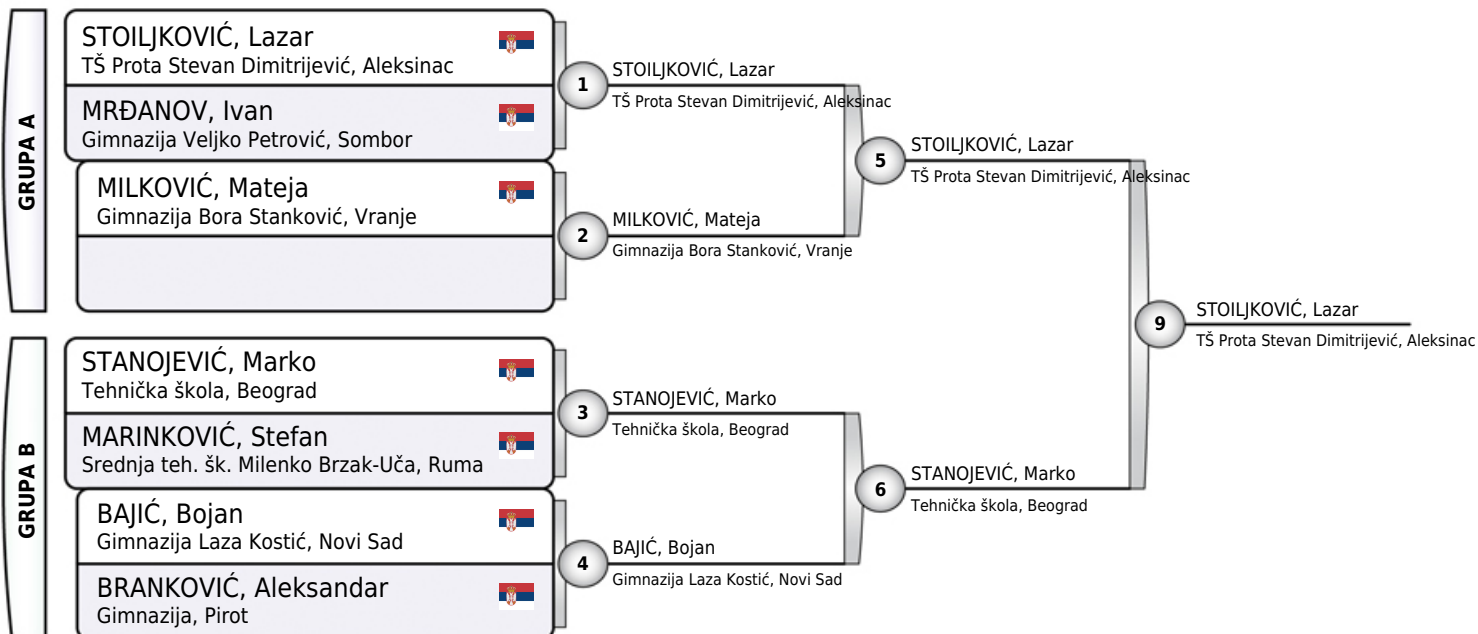 GRUPA A
STOILJKOVIĆ, Lazar
TŠ Prota Stevan Dimitrijević, Aleksinac
MRĐANOV, Ivan
Gimnazija Veljko Petrović, Sombor
MILKOVIĆ, Mateja
Gimnazija Bora Stanković, Vranje
GRUPA B
STANOJEVIĆ, Marko
Tehnička škola, Beograd
MARINKOVIĆ, Stefan
Srednja teh. šk. Milenko Brzak-Uča, Ruma
BAJIĆ, Bojan
Gimnazija Laza Kostić, Novi Sad
BRANKOVIĆ, Aleksandar
Gimnazija, Pirot
1
STOILJKOVIĆ, Lazar
TŠ Prota Stevan Dimitrijević, Aleksinac
2
MILKOVIĆ, Mateja
Gimnazija Bora Stanković, Vranje
3
STANOJEVIĆ, Marko
Tehnička škola, Beograd
4
BAJIĆ, Bojan
Gimnazija Laza Kostić, Novi Sad
5
STOILJKOVIĆ, Lazar
TŠ Prota Stevan Dimitrijević, Aleksinac
6
STANOJEVIĆ, Marko
Tehnička škola, Beograd
9
STOILJKOVIĆ, Lazar
TŠ Prota Stevan Dimitrijević, Aleksinac